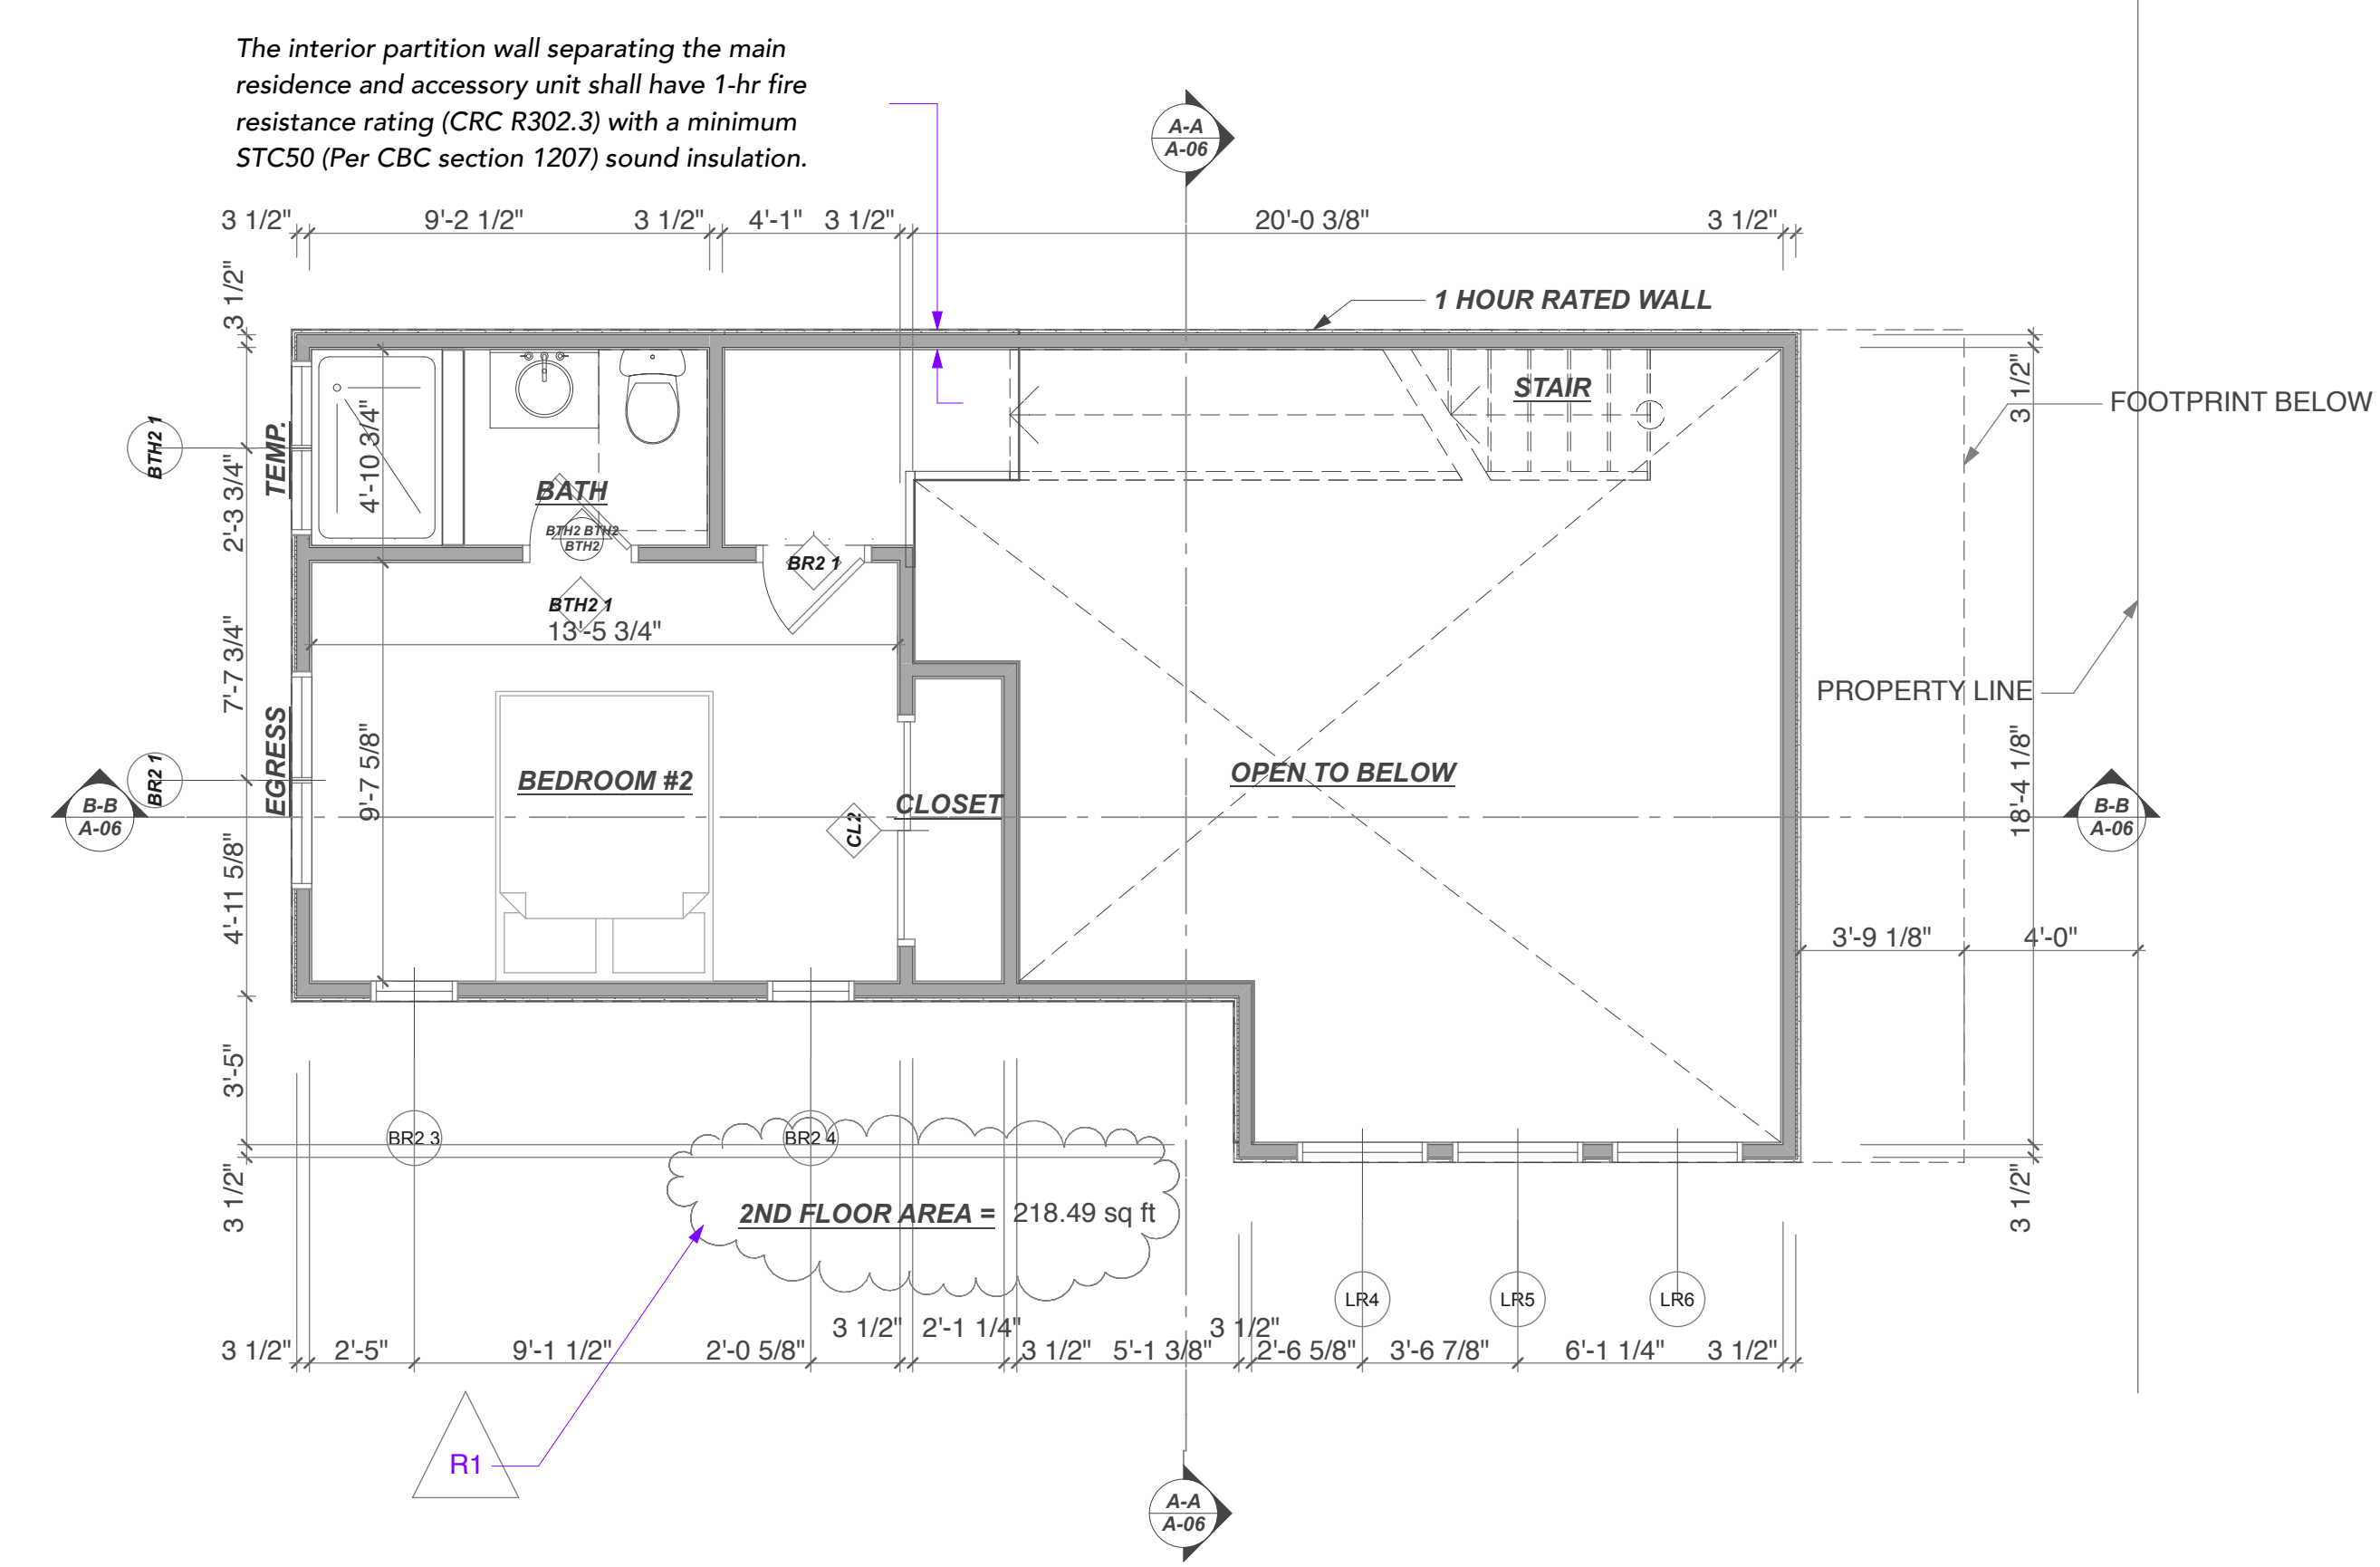 The interior partition wall separating the main
residence and accessory unit shall have 1-hr fire
resistance rating (CRC R302.3) with a minimum
STC50 (Per CBC section 1207) sound insulation.
A-A
A-06
3 1/2" 9'-2 1/2" 3 1/2" 4'-1" 3 1/2" 20'-0 3/8" 3 1/2"
3 1/2"
1 HOUR RATED WALL
STAIR
3 1/2"
FOOTPRINT BELOW
BTH2 1
TEMP.
2'-3 3/4"
4'-10 3/4"
BATH
BTH2 BTH2
BTH2
BR2 1
BTH2 1
13'-5 3/4"
7'-7 3/4"
PROPERTY LINE
EGRESS
BR2 1
9'-7 5/8"
BEDROOM #2
CLOSET
CL2
OPEN TO BELOW
18'-4 1/8"
B-B
A-06
B-B
A-06
4'-11 5/8"
3'-9 1/8" 4'-0"
3'-5"
BR2 3
BR2 4
3 1/2"
3 1/2"
2ND FLOOR AREA = 218.49 sq ft
LR4
LR5
LR6
3 1/2" 2'-1 1/4" 3 1/2"
3 1/2" 2'-5" 9'-1 1/2" 2'-0 5/8" 3 1/2" 5'-1 3/8" 2'-6 5/8" 3'-6 7/8" 6'-1 1/4" 3 1/2"
R1
A-A
A-06